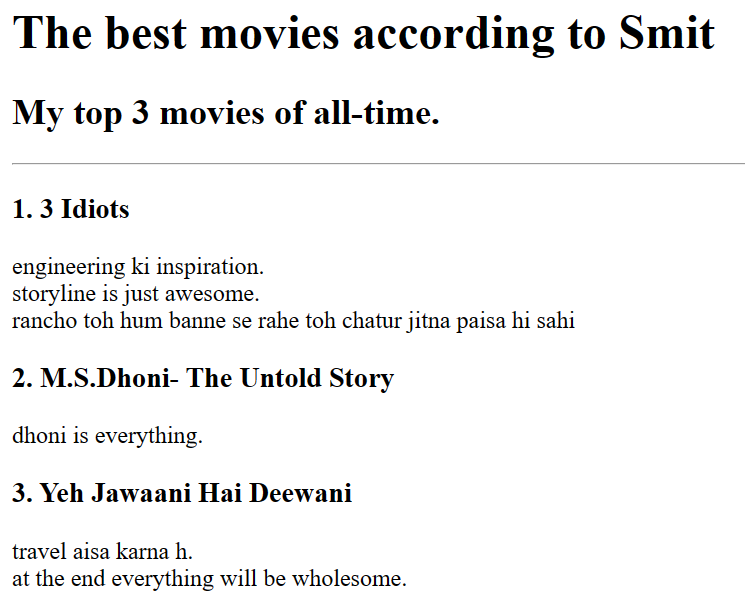 The best movies according to Smit
My top 3 movies of all-time.
1. 3 Idiots
engineering ki inspiration.
storyline is just awesome.
rancho toh hum banne se rahe toh chatur jitna paisa hi sahi
2. M.S.Dhoni- The Untold Story
dhoni is everything.
3. Yeh Jawaani Hai Deewani
travel aisa karna h.
at the end everything will be wholesome.